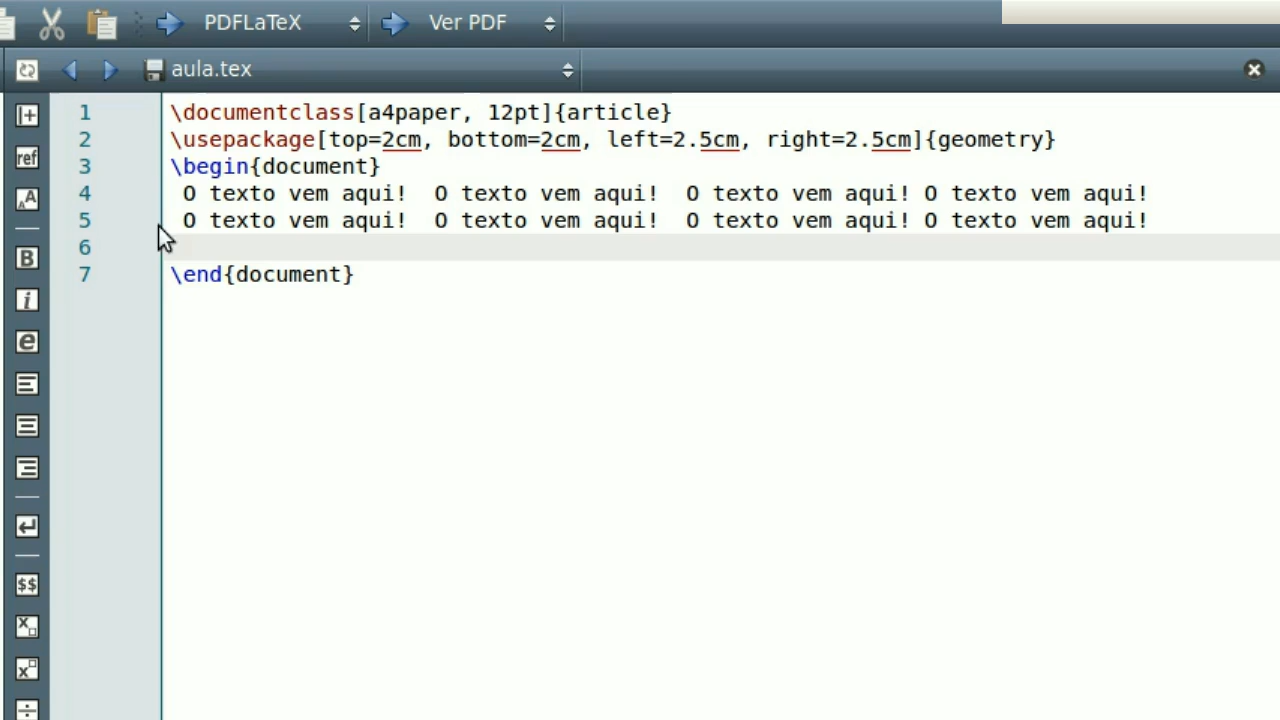 PDFLaTeX Ver PDF
aula.tex
1 \documentclass[a4paper, 12pt]{article}
2 \usepackage[top=2cm, bottom=2cm, left=2.5cm, right=2.5cm]{geometry}
3 \begin{document}
4 O texto vem aqui!  O texto vem aqui!  O texto vem aqui! O texto vem aqui!
5 O texto vem aqui!  O texto vem aqui!  O texto vem aqui! O texto vem aqui!
6
7 \end{document}
ref
AA
B
i
e
$$
X
x